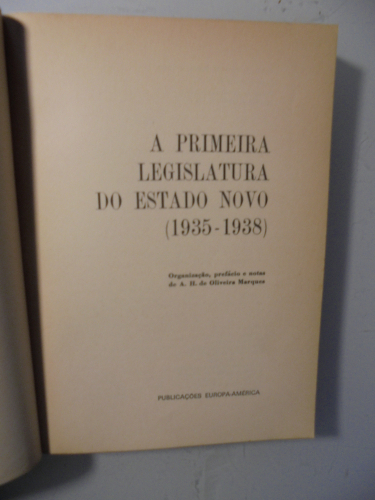 A PRIMEIRA
LEGISLATURA
DO ESTADO NOVO
(1935-1938)
Organização, prefácio e notas
de A. H. de Oliveira Marques
PUBLICAÇÕES EUROPA-AMÉRICA